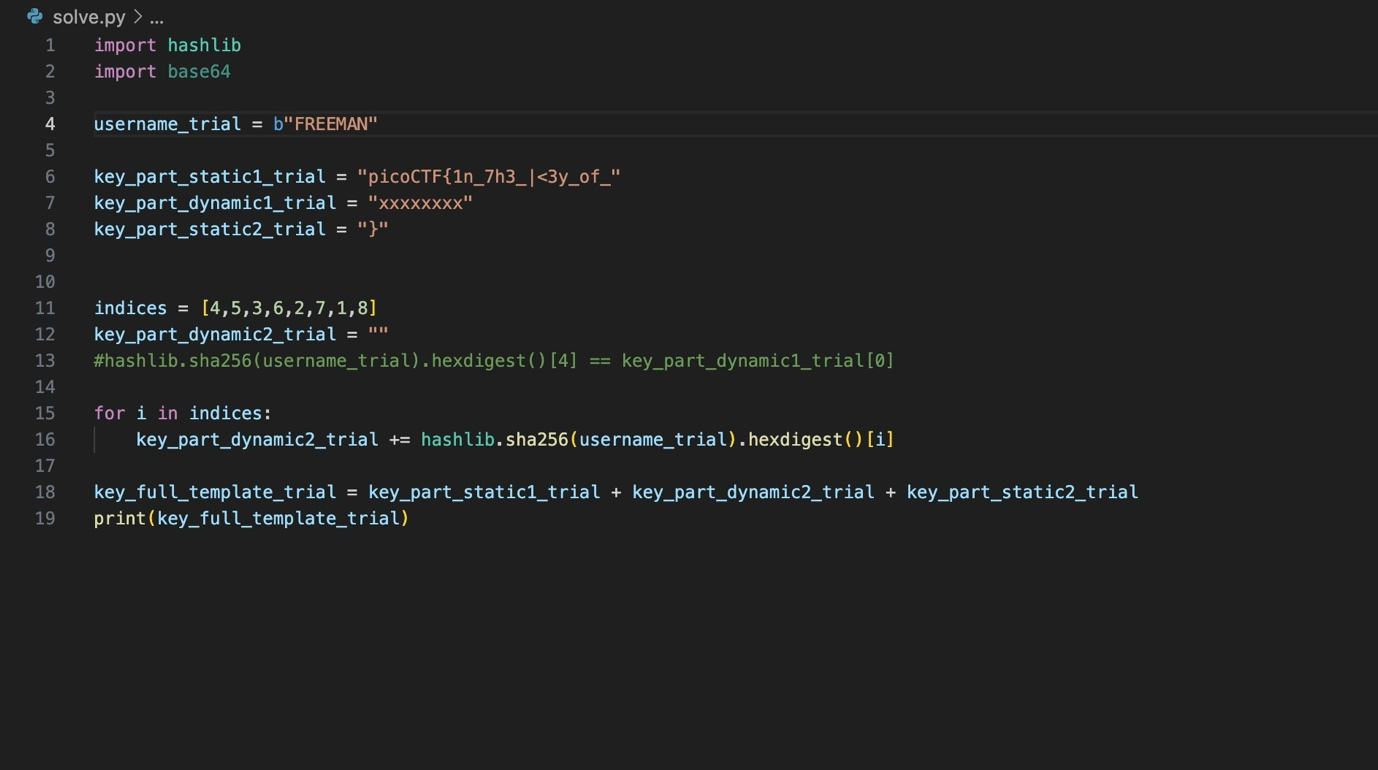 solve.py > ...
1 import hashlib
2 import base64
3
4 username_trial = b"FREEMAN"
5
6 key_part_static1_trial = "picoCTF{1n_7h3_|<3y_of_"
7 key_part_dynamic1_trial = "xxxxxxxx"
8 key_part_static2_trial = "}"
9
10
11 indices = [4,5,3,6,2,7,1,8]
12 key_part_dynamic2_trial = ""
13 #hashlib.sha256(username_trial).hexdigest()[4] == key_part_dynamic1_trial[0]
14
15 for i in indices:
16     key_part_dynamic2_trial += hashlib.sha256(username_trial).hexdigest()[i]
17
18 key_full_template_trial = key_part_static1_trial + key_part_dynamic2_trial + key_part_static2_trial
19 print(key_full_template_trial)